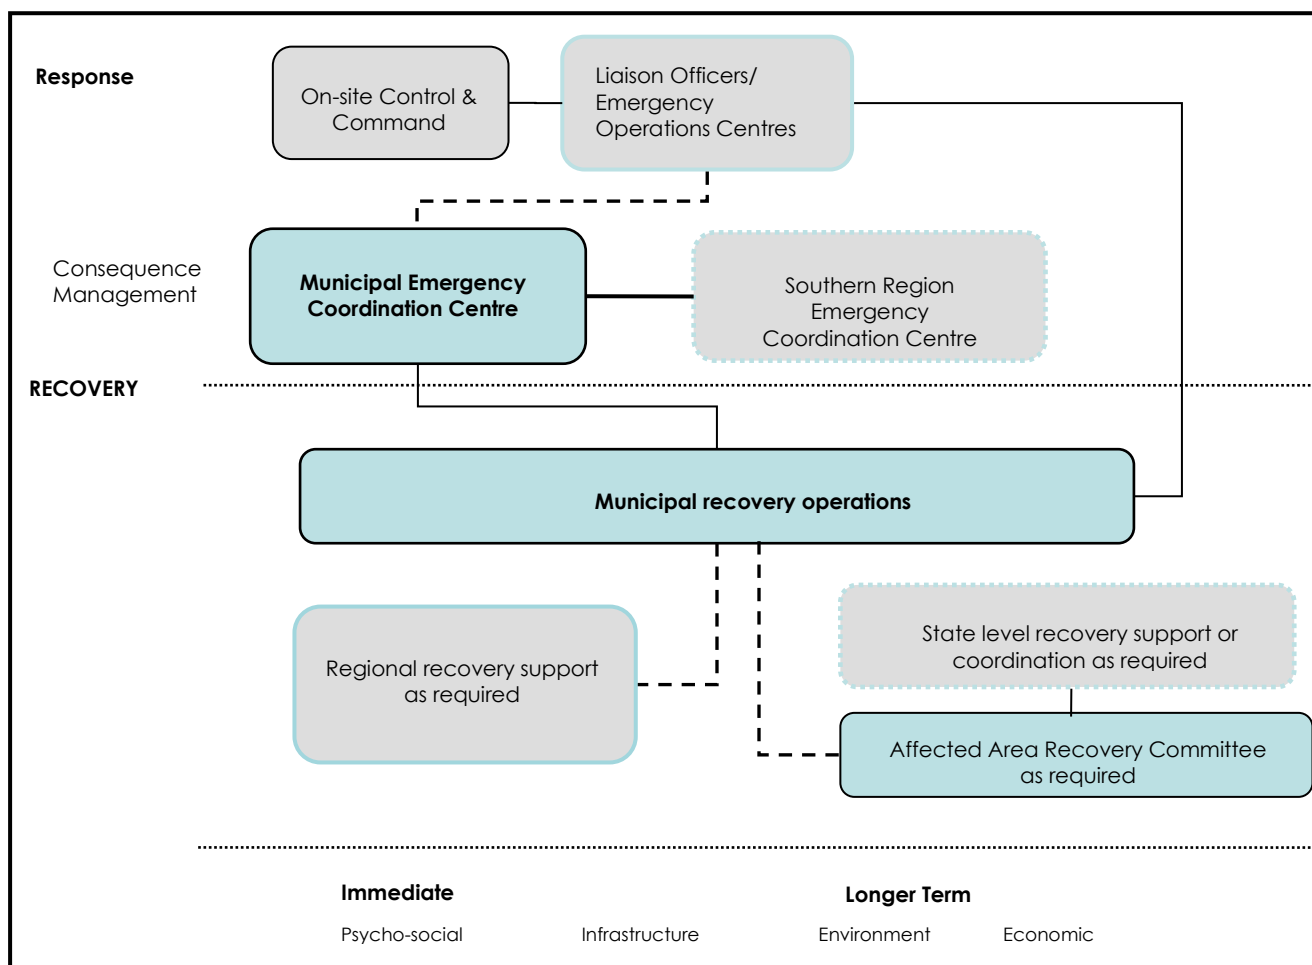 Response
On-site Control &
Command
Liaison Officers/
Emergency
Operations Centres
Consequence
Management
Municipal Emergency
Coordination Centre
Southern Region
Emergency
Coordination Centre
RECOVERY
Municipal recovery operations
Regional recovery support
as required
State level recovery support or
coordination as required
Affected Area Recovery Committee
as required
Immediate
Longer Term
Psycho-social
Infrastructure
Environment
Economic